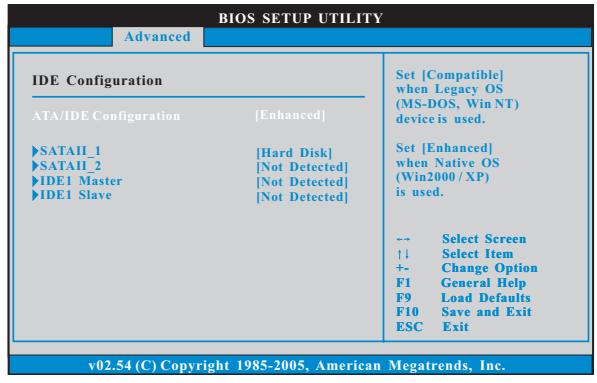 BIOS SETUP UTILITY
Advanced
IDE Configuration
ATA/IDE Configuration [Enhanced]
SATAII_1 [Hard Disk]
SATAII_2 [Not Detected]
IDE1 Master [Not Detected]
IDE1 Slave [Not Detected]
Set [Compatible]
when Legacy OS
(MS-DOS, Win NT)
device is used.
Set [Enhanced]
when Native OS
(Win2000 / XP)
is used.
←→ Select Screen
↑↓ Select Item
+- Change Option
F1 General Help
F9 Load Defaults
F10 Save and Exit
ESC Exit
v02.54 (C) Copyright 1985-2005, American Megatrends, Inc.